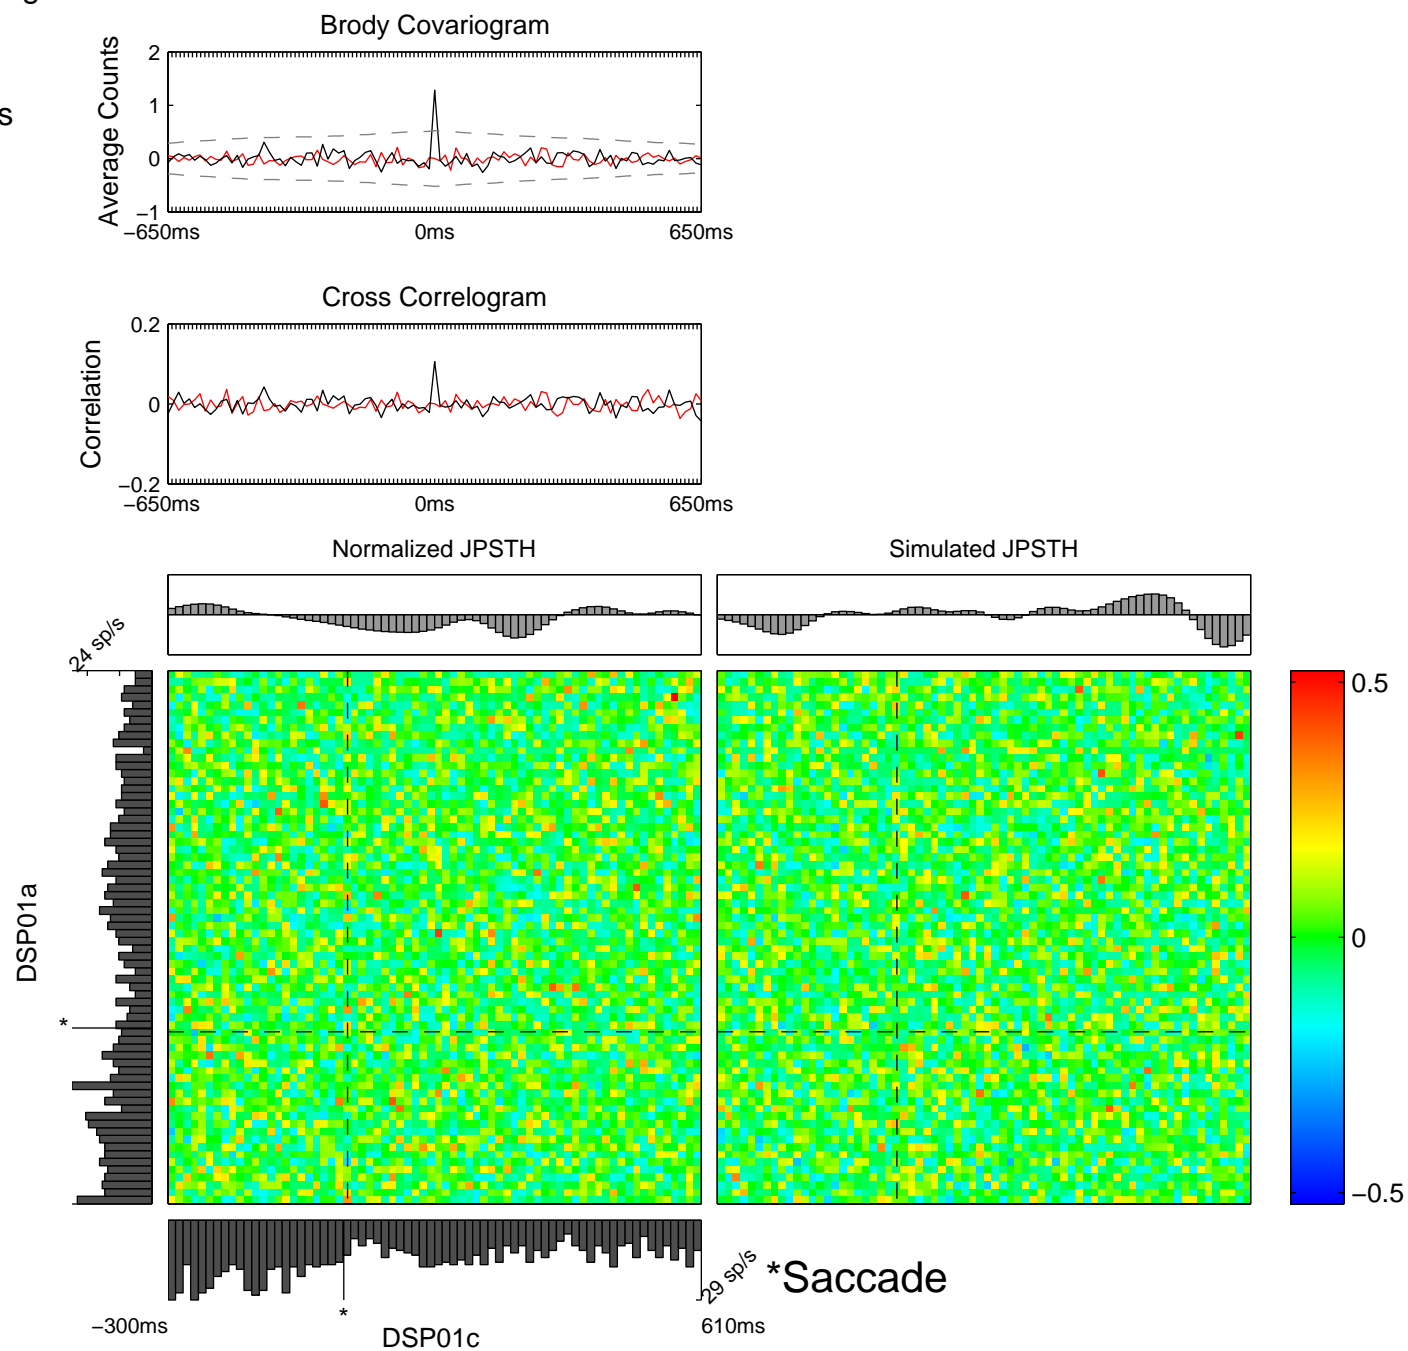 g
Brody Covariogram
s
Average Counts
2
1
0
−1
−650ms 0ms 650ms
Cross Correlogram
Correlation
0.2
0
−0.2
−650ms 0ms 650ms
Normalized JPSTH Simulated JPSTH
24 sp/s
DSP01a
*
0.5
0
−0.5
29 sp/s
*Saccade
*
−300ms DSP01c 610ms